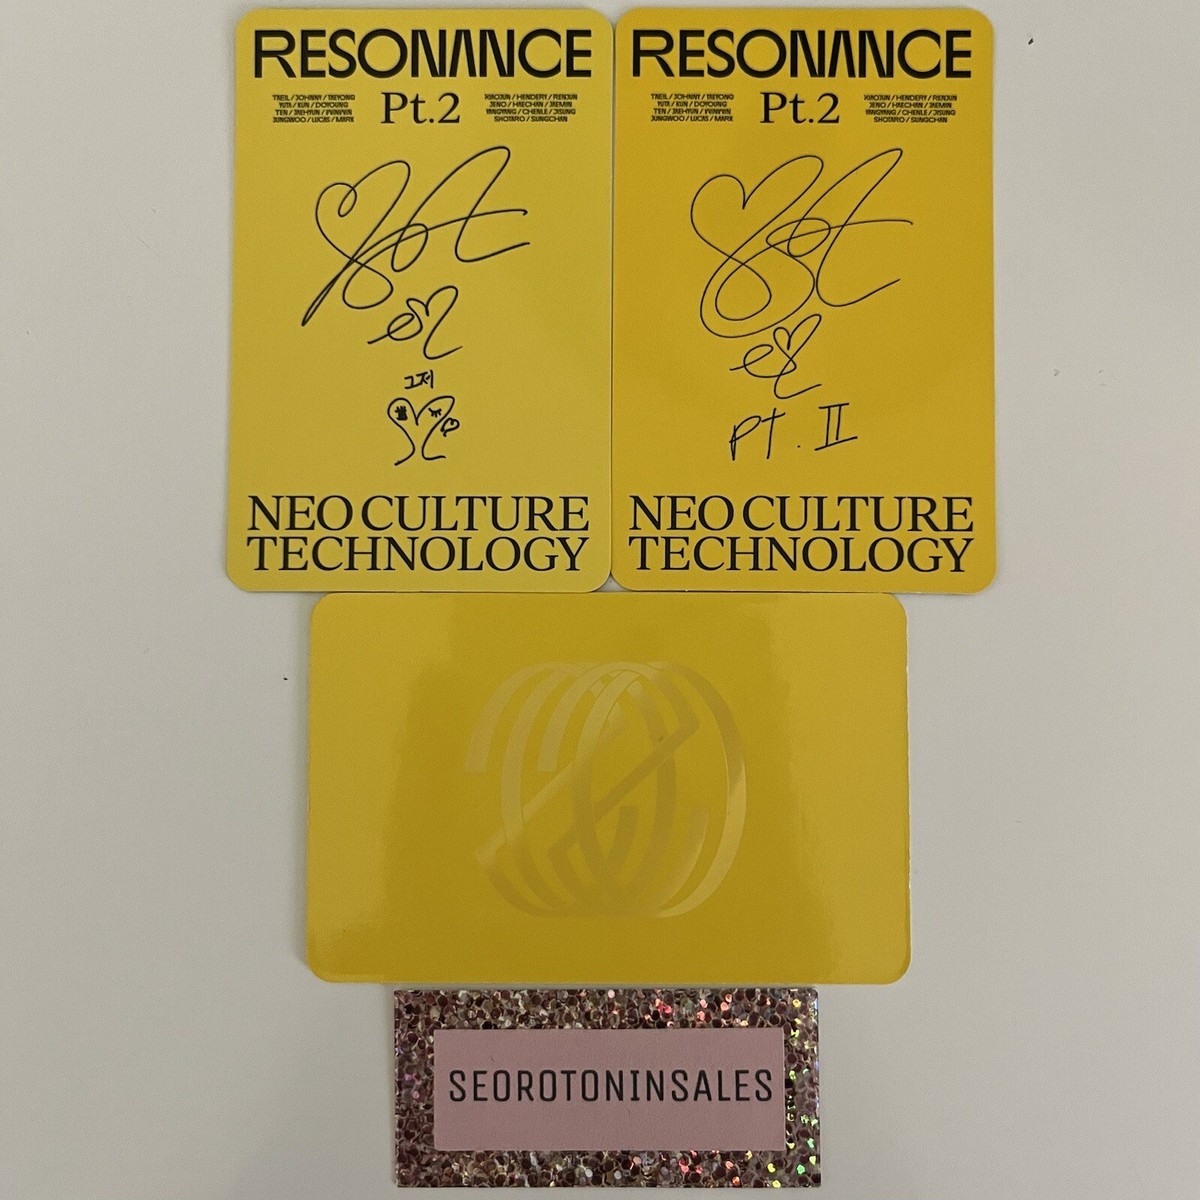 RESONANCE
Pt.2
TAEIL / JOHNNY / TAEYONG
YUTA / KUN / DOYOUNG
TEN / JAEHYUN / WINWIN
JUNGWOO / LUCAS / MARK
XIAOJUN / HENDERY / RENJUN
JENO / HAECHAN / JAEMIN
YANGYANG / CHENLE / JISUNG
SHOTARO / SUNGCHAN
그저
NEO CULTURE
TECHNOLOGY
RESONANCE
Pt.2
TAEIL / JOHNNY / TAEYONG
YUTA / KUN / DOYOUNG
TEN / JAEHYUN / WINWIN
JUNGWOO / LUCAS / MARK
XIAOJUN / HENDERY / RENJUN
JENO / HAECHAN / JAEMIN
YANGYANG / CHENLE / JISUNG
SHOTARO / SUNGCHAN
PT. II
NEO CULTURE
TECHNOLOGY
SEOROTONINSALES